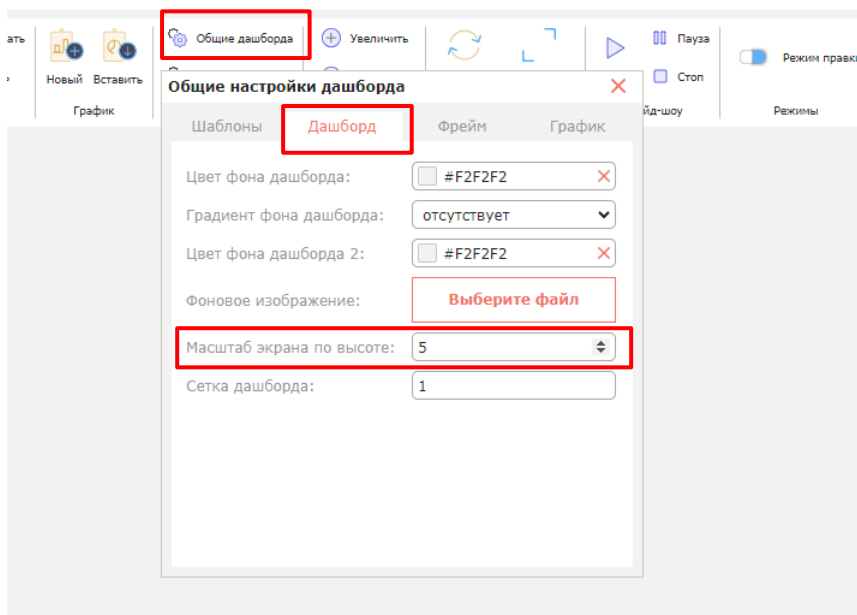 ать Общие дашборда Увеличить Пауза
Режим правки
Новый Вставить Стоп
График йд-шоу Режимы
Общие настройки дашборда
Шаблоны Дашборд Фрейм График
Цвет фона дашборда: #F2F2F2
Градиент фона дашборда: отсутствует
Цвет фона дашборда 2: #F2F2F2
Фоновое изображение: Выберите файл
Масштаб экрана по высоте: 5
Сетка дашборда: 1